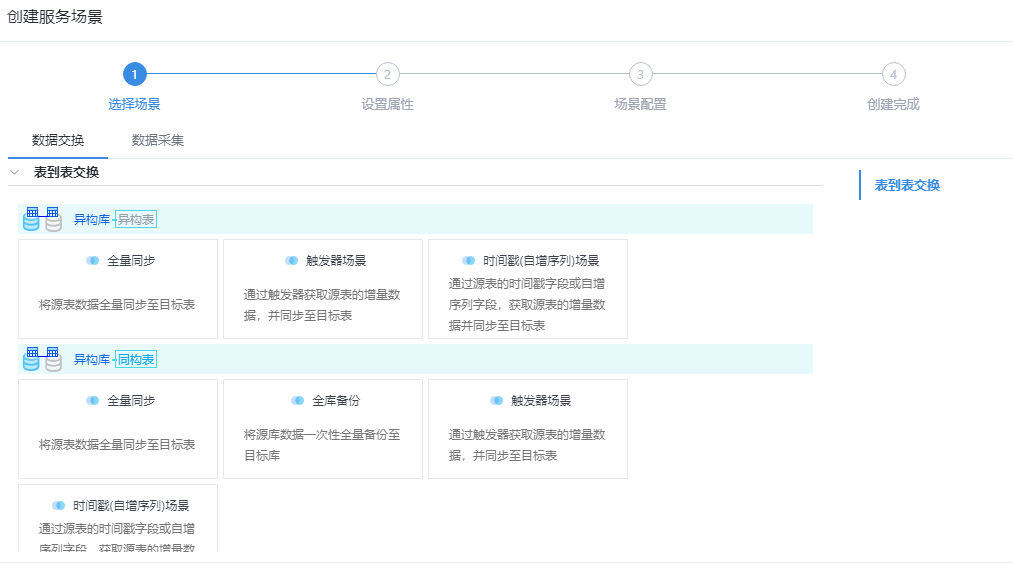 创建服务场景
1
2
3
4
选择场景
设置属性
场景配置
创建完成
数据交换
数据采集
表到表交换
表到表交换
异构库-异构表
全量同步
将源表数据全量同步至目标表
触发器场景
通过触发器获取源表的增量数
据，并同步至目标表
时间戳(自增序列)场景
通过源表的时间戳字段或自增
序列字段，获取源表的增量数
据并同步至目标表
异构库-同构表
全量同步
将源表数据全量同步至目标表
全库备份
将源库数据一次性全量备份至
目标库
触发器场景
通过触发器获取源表的增量数
据，并同步至目标表
时间戳(自增序列)场景
通过源表的时间戳字段或自增
序列字段，获取源表的增量数